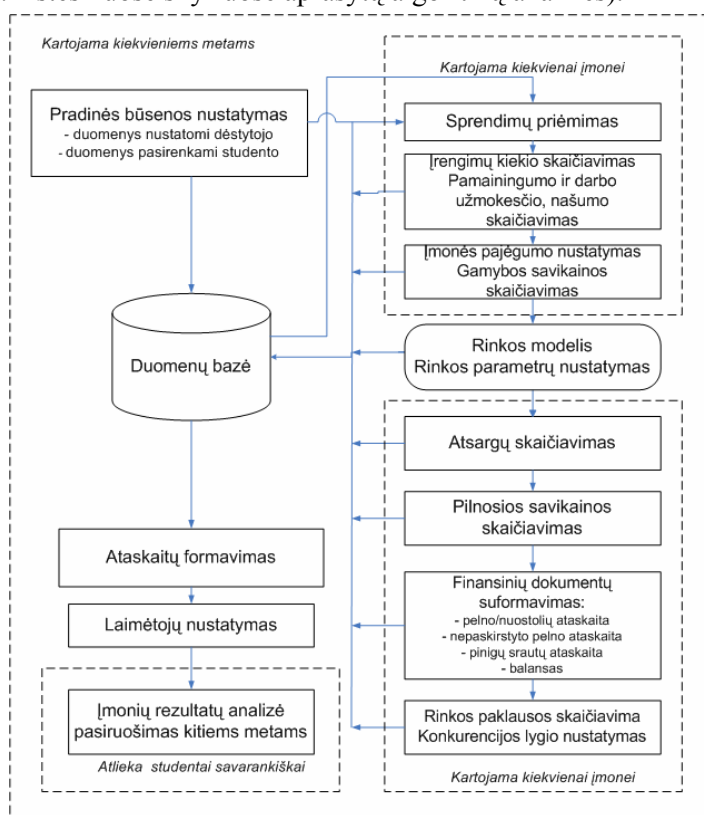 Kartojama kiekvieniems metams
Pradinės būsenos nustatymas
- duomenys nustatomi dėstytojo
- duomenys pasirenkami studento
Duomenų bazė
Ataskaitų formavimas
Laimėtojų nustatymas
Įmonių rezultatų analizė
pasiruošimas kitiems metams
Atlieka studentai savarankiškai
Kartojama kiekvienai įmonei
Sprendimų priėmimas
Įrengimų kiekio skaičiavimas
Pamainingumo ir darbo
užmokesčio, našumo
skaičiavimas
Įmonės pajėgumo nustatymas
Gamybos savikainos
skaičiavimas
Rinkos modelis
Rinkos parametrų nustatymas
Atsargų skaičiavimas
Pilnosios savikainos
skaičiavimas
Finansinių dokumentų
suformavimas:
- pelno/nuostolių ataskaita
- nepaskirstyto pelno ataskaita
- pinigų srautų ataskaita
- balansas
Rinkos paklausos skaičiavima
Konkurencijos lygio nustatymas
Kartojama kiekvienai įmonei